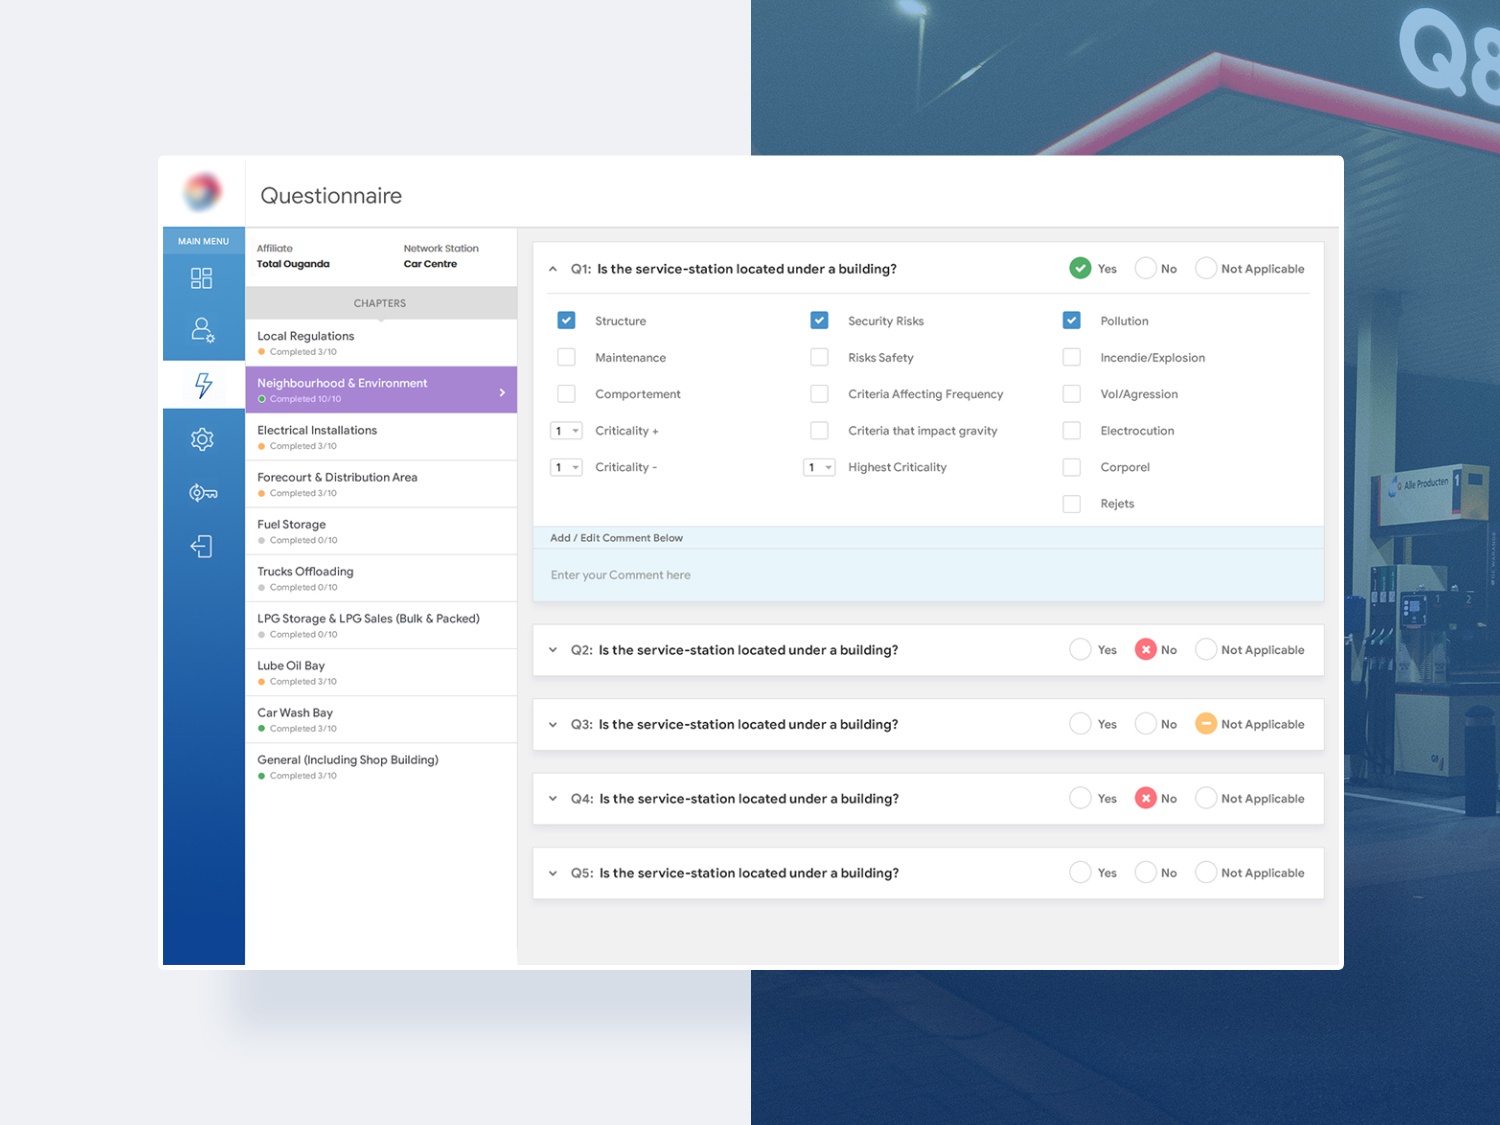 Q8
Questionnaire
MAIN MENU
Affiliate
Total Ouganda
Network Station
Car Centre
CHAPTERS
Local Regulations
Completed 3/10
Neighbourhood & Environment
Completed 10/10
Electrical Installations
Completed 3/10
Forecourt & Distribution Area
Completed 3/10
Fuel Storage
Completed 0/10
Trucks Offloading
Completed 0/10
LPG Storage & LPG Sales (Bulk & Packed)
Completed 0/10
Lube Oil Bay
Completed 3/10
Car Wash Bay
Completed 3/10
General (Including Shop Building)
Completed 3/10
Q1: Is the service-station located under a building?
Yes No Not Applicable
Structure Security Risks Pollution
Maintenance Risks Safety Incendie/Explosion
Comportement Criteria Affecting Frequency Vol/Agression
1 Criticality + Criteria that impact gravity Electrocution
1 Criticality - 1 Highest Criticality Corporel
Rejets
Add / Edit Comment Below
Enter your Comment here
Q2: Is the service-station located under a building?
Yes No Not Applicable
Q3: Is the service-station located under a building?
Yes No Not Applicable
Q4: Is the service-station located under a building?
Yes No Not Applicable
Q5: Is the service-station located under a building?
Yes No Not Applicable
Alle Producten 1
1 2